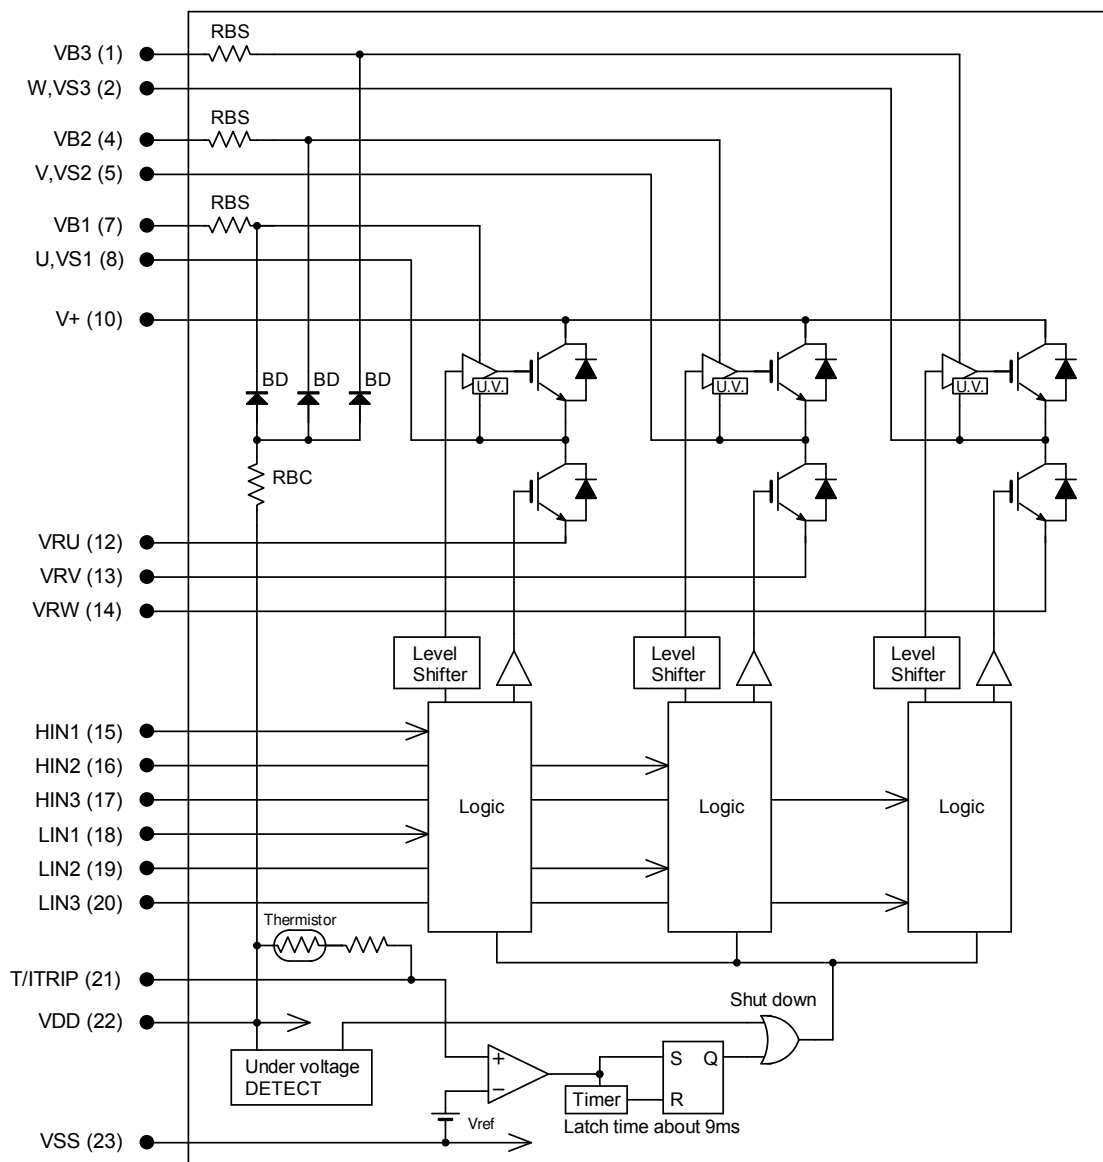 RBS
VB3 (1)
W,VS3 (2)
RBS
VB2 (4)
V,VS2 (5)
RBS
VB1 (7)
U,VS1 (8)
V+ (10)
U.V.
U.V.
U.V.
BD
BD
BD
RBC
VRU (12)
VRV (13)
VRW (14)
Level
Shifter
Level
Shifter
Level
Shifter
HIN1 (15)
HIN2 (16)
HIN3 (17)
LIN1 (18)
LIN2 (19)
LIN3 (20)
Logic
Logic
Logic
Thermistor
T/ITRIP (21)
VDD (22)
Shut down
Under voltage
DETECT
+
−
Vref
S Q
R
Timer
Latch time about 9ms
VSS (23)